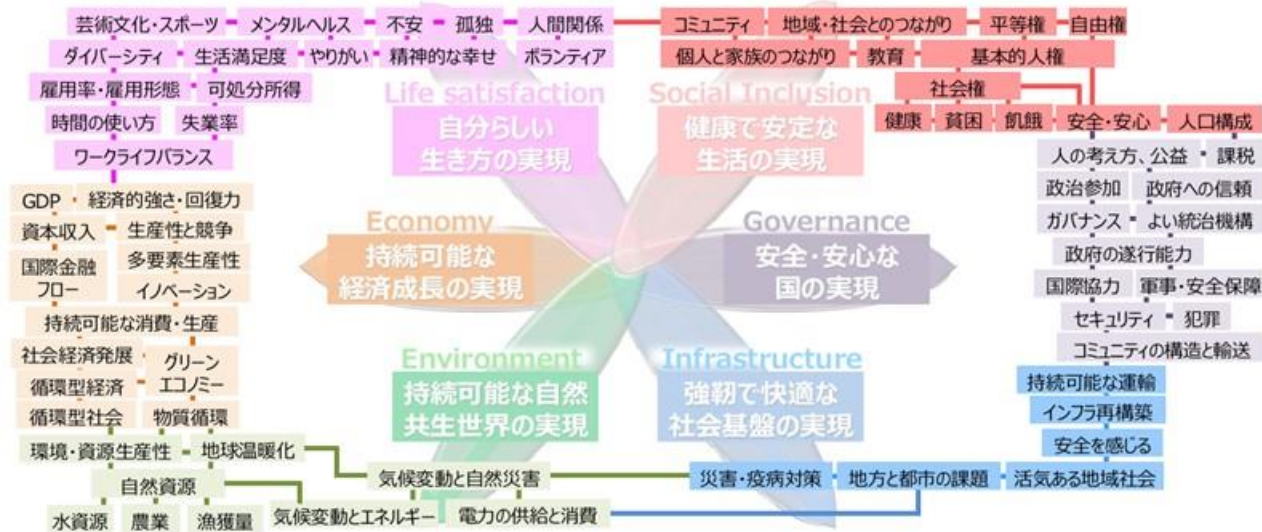 芸術文化・スポーツ
メンタルヘルス
不安
孤独
人間関係
コミュニティ
地域・社会とのつながり
平等権
自由権
ダイバーシティ
生活満足度
やりがい
精神的な幸せ
ボランティア
個人と家族のつながり
教育
基本的人権
雇用率・雇用形態
可処分所得
Life satisfaction
Social Inclusion
社会権
時間の使い方
失業率
自分らしい
生き方の実現
健康で安定な
生活の実現
健康
貧困
飢餓
安全・安心
人口構成
ワークライフバランス
人の考え方、公益
課税
GDP
経済的強さ・回復力
政治参加
政府への信頼
資本収入
生産性と競争
Economy
持続可能な
経済成長の実現
Governance
安全・安心な
国の実現
ガバナンス
よい統治機構
国際金融
フロー
多要素生産性
政府の遂行能力
イノベーション
国際協力
軍事・安全保障
持続可能な消費・生産
セキュリティ
犯罪
社会経済発展
グリーン
エコノミー
Environment
持続可能な自然
共生世界の実現
Infrastructure
強靭で快適な
社会基盤の実現
コミュニティの構造と輸送
循環型経済
持続可能な運輸
循環型社会
物質循環
インフラ再構築
環境・資源生産性
地球温暖化
安全を感じる
気候変動と自然災害
災害・疫病対策
地方と都市の課題
活気ある地域社会
自然資源
水資源
農業
漁獲量
気候変動とエネルギー
電力の供給と消費